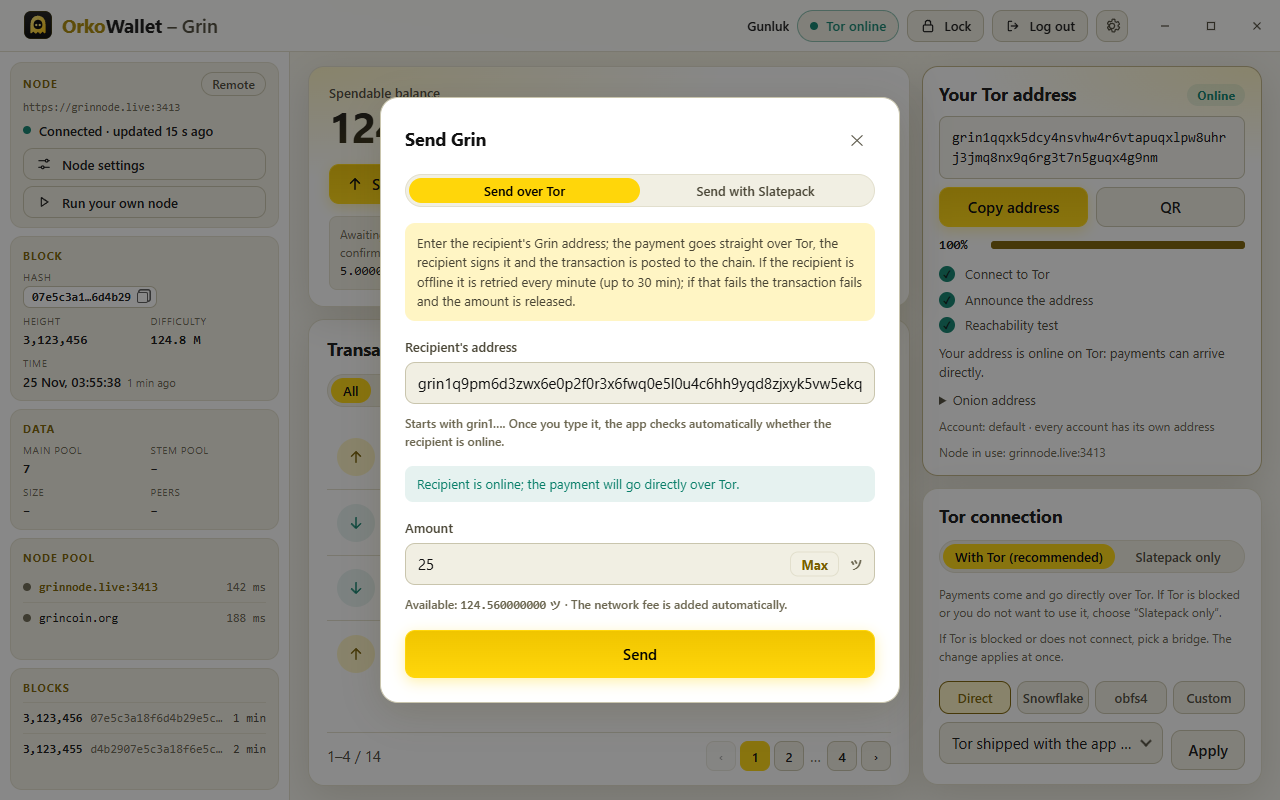 OrkoWallet – Grin
Gunluk
Tor online
Lock
Log out
NODE
Remote
https://grinnode.live:3413
Connected · updated 15 s ago
Node settings
Run your own node
BLOCK
HASH
07e5c3a1…6d4b29
HEIGHT
DIFFICULTY
3,123,456
124.8 M
TIME
25 Nov, 03:55:38 1 min ago
DATA
MAIN POOL
STEM POOL
7
–
SIZE
PEERS
–
–
NODE POOL
grinnode.live:3413 142 ms
grincoin.org 188 ms
BLOCKS
3,123,456 07e5c3a18f6d4b29e5c… 1 min
3,123,455 d4b2907e5c3a18f6e5c… 2 min
Spendable balance
124
S
Awaitin
confirm
5.0000
Transa
All
1–4 / 14
‹ 1 2 … 4 ›
Send Grin
Send over Tor
Send with Slatepack
Enter the recipient's Grin address; the payment goes straight over Tor, the
recipient signs it and the transaction is posted to the chain. If the recipient is
offline it is retried every minute (up to 30 min); if that fails the transaction fails
and the amount is released.
Recipient's address
grin1q9pm6d3zwx6e0p2f0r3x6fwq0e5l0u4c6hh9yqd8zjxyk5vw5ekq
Starts with grin1…. Once you type it, the app checks automatically whether the
recipient is online.
Recipient is online; the payment will go directly over Tor.
Amount
25
Max
ツ
Available: 124.560000000 ツ · The network fee is added automatically.
Send
Your Tor address
Online
grin1qqxk5dcy4nsvhw4r6vtapuqxlpw8uhr
j3jmq8nx9q6rg3t7n5guqx4g9nm
Copy address
QR
100%
Connect to Tor
Announce the address
Reachability test
Your address is online on Tor: payments can arrive
directly.
Onion address
Account: default · every account has its own address
Node in use: grinnode.live:3413
Tor connection
With Tor (recommended)
Slatepack only
Payments come and go directly over Tor. If Tor is blocked
or you do not want to use it, choose “Slatepack only”.
If Tor is blocked or does not connect, pick a bridge. The
change applies at once.
Direct
Snowflake
obfs4
Custom
Tor shipped with the app …
Apply